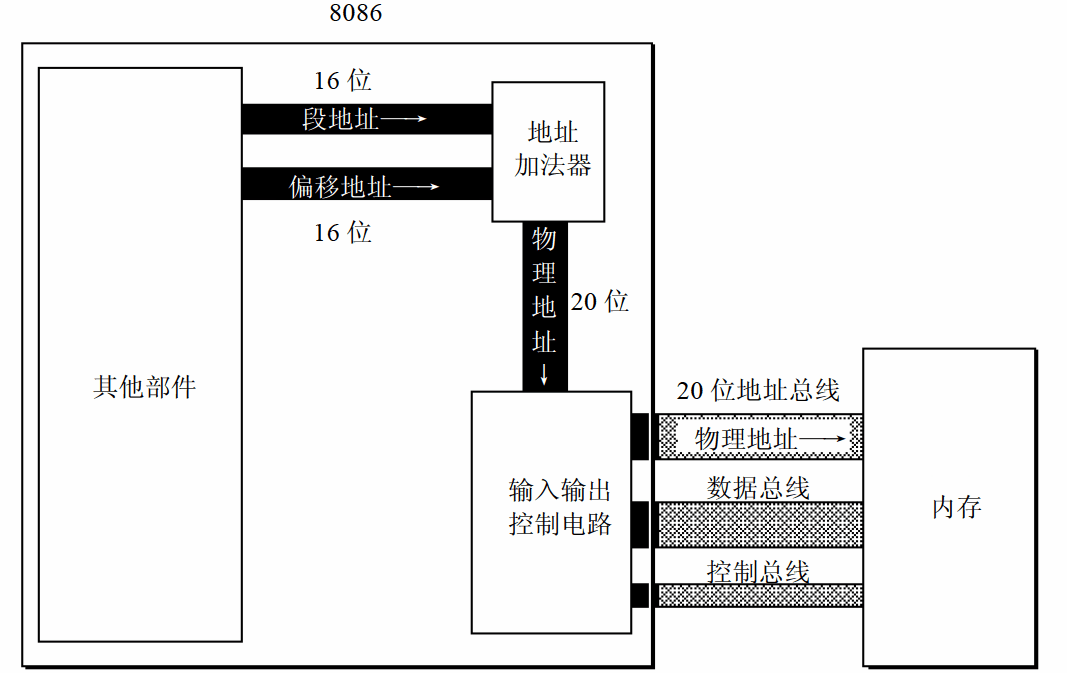 8086
16 位
段地址→
地址
加法器
偏移地址→
16 位
物
理
地
址
↓
20 位
其他部件
20 位地址总线
物理地址→
输入输出
控制电路
数据总线
内存
控制总线